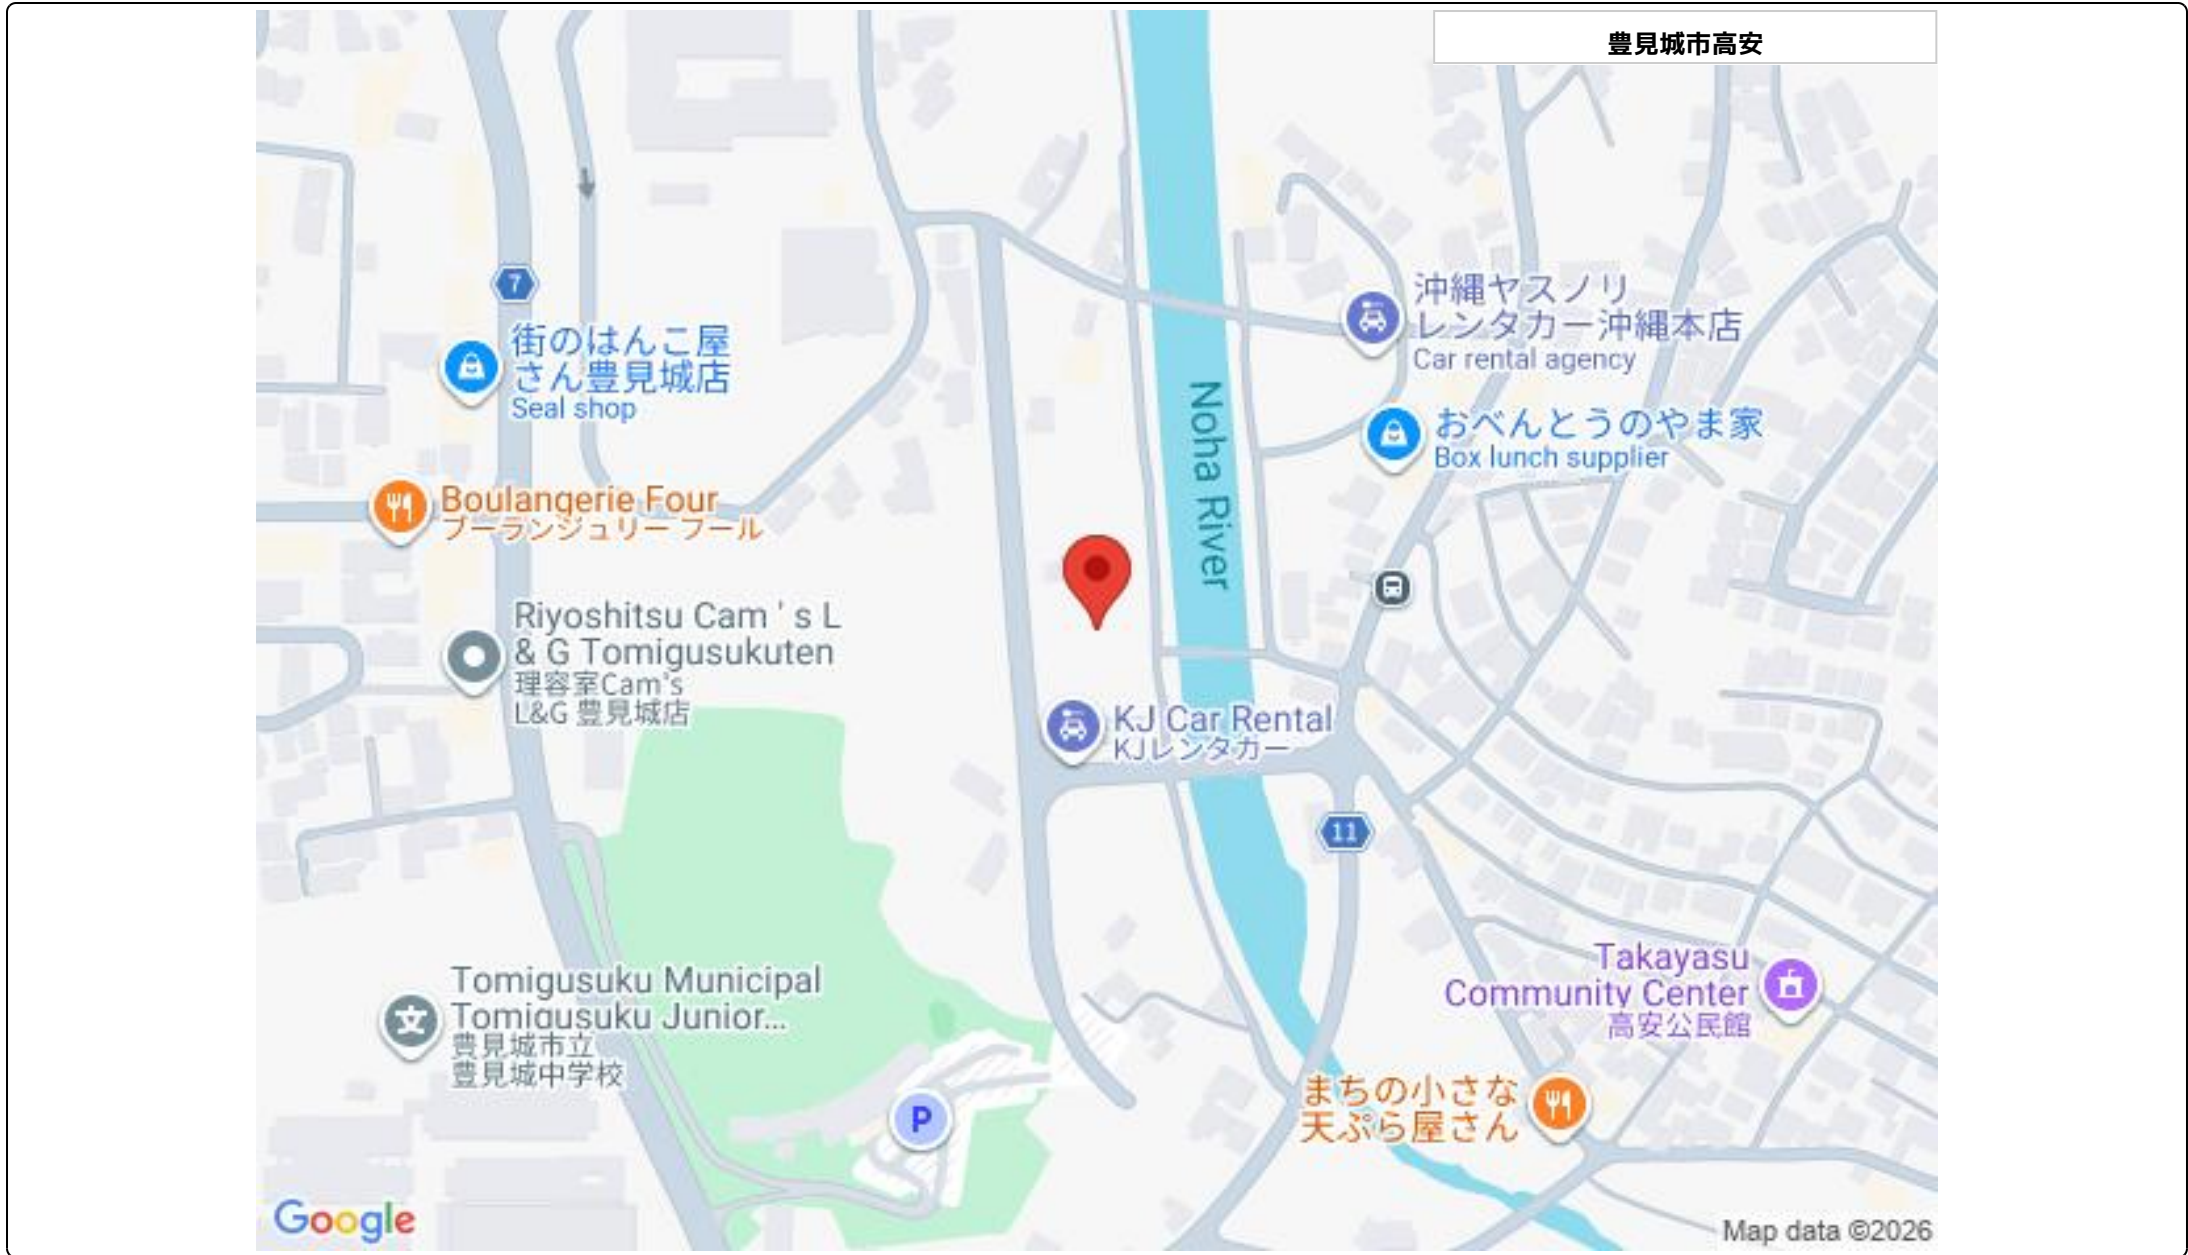 豊見城市高安
7
沖縄ヤスノリ
レンタカー沖縄本店
Car rental agency
街のはんこ屋
さん豊見城店
Seal shop
おべんとうのやま家
Box lunch supplier
Noha River
Boulangerie Four
ブーランジュリー フール
Riyoshitsu Cam ' s L
& G Tomigusukuten
理容室Cam's
L&G 豊見城店
KJ Car Rental
KJレンタカー
11
Takayasu
Community Center
高安公民館
Tomigusuku Municipal
Tomigusuku Junior...
豊見城市立
豊見城中学校
まちの小さな
天ぷら屋さん
P
Google
Map data ©2026